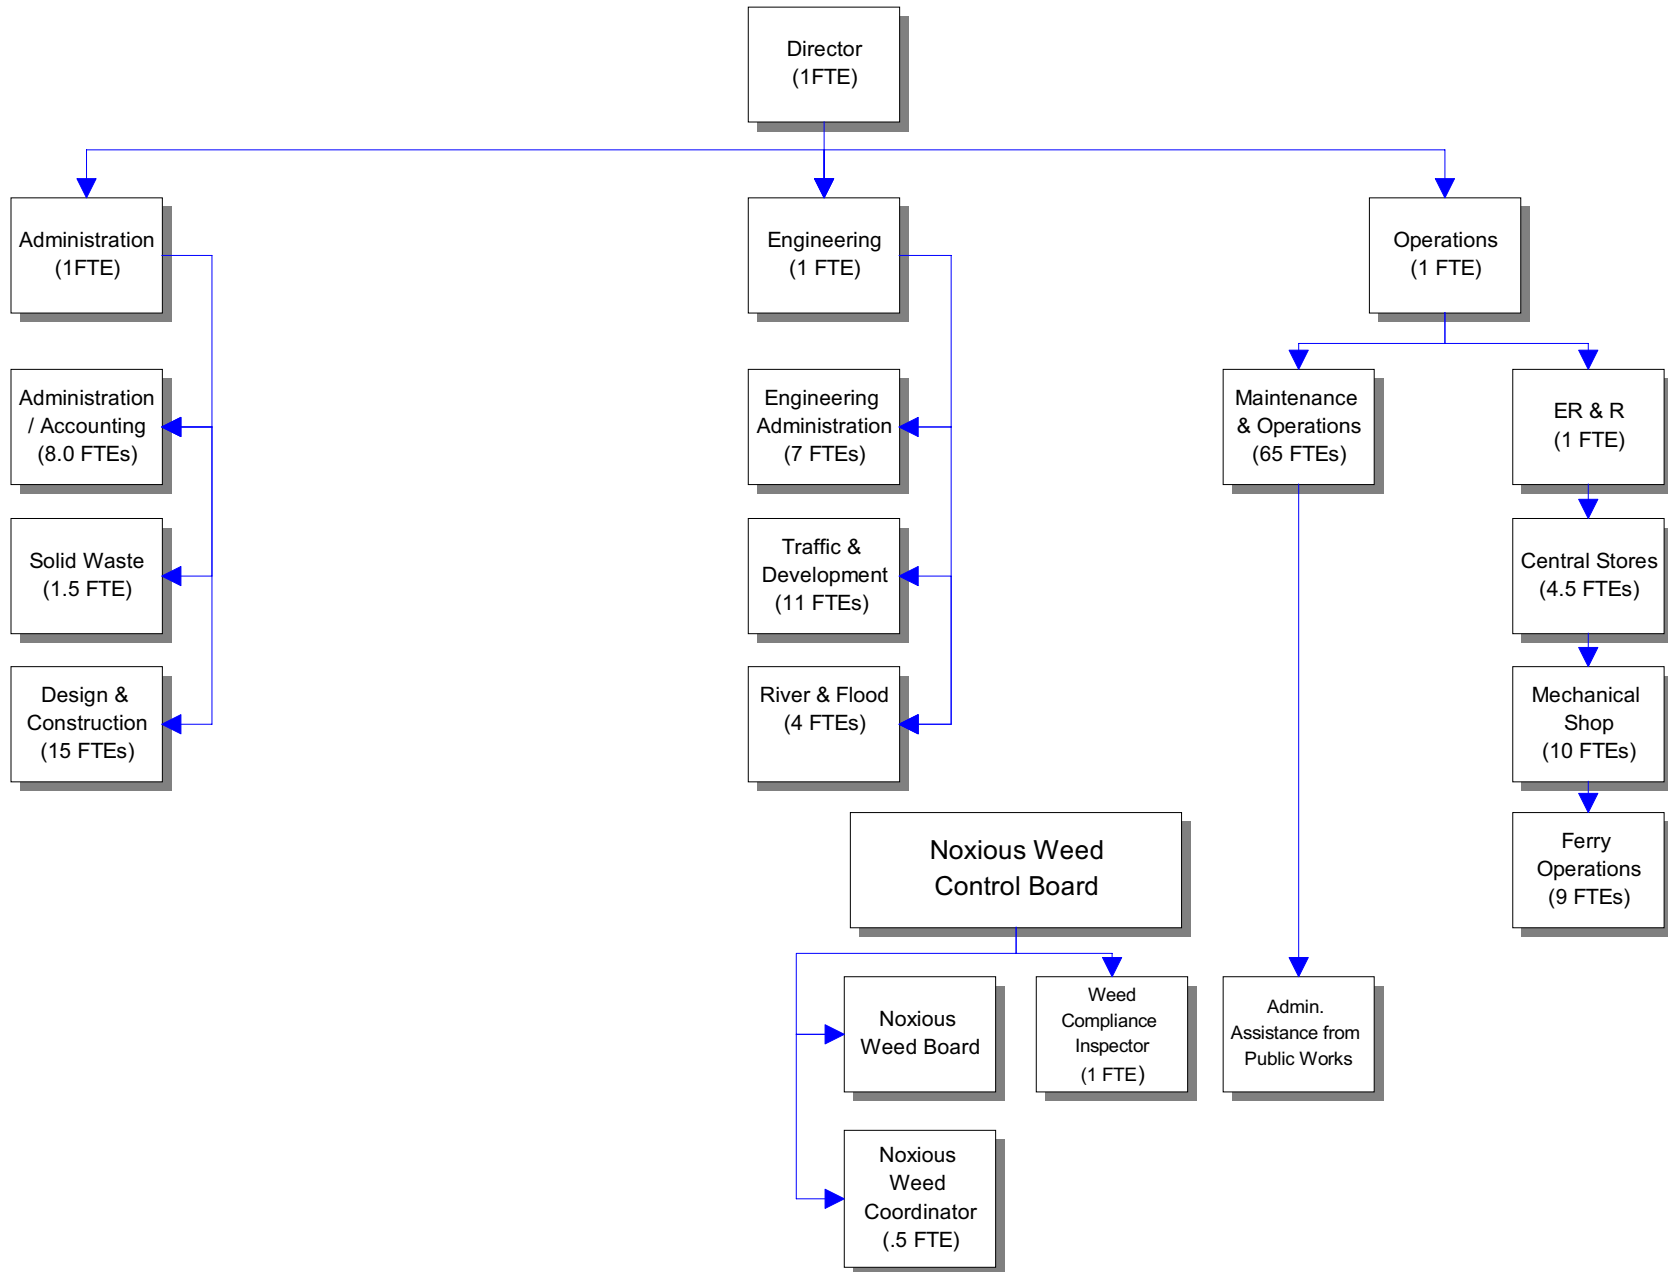 Director
(1FTE)
Administration
(1FTE)
Engineering
(1 FTE)
Operations
(1 FTE)
Administration
/ Accounting
(8.0 FTEs)
Engineering
Administration
(7 FTEs)
Maintenance
& Operations
(65 FTEs)
ER & R
(1 FTE)
Solid Waste
(1.5 FTE)
Traffic &
Development
(11 FTEs)
Central Stores
(4.5 FTEs)
Design &
Construction
(15 FTEs)
River & Flood
(4 FTEs)
Mechanical
Shop
(10 FTEs)
Noxious Weed
Control Board
Ferry
Operations
(9 FTEs)
Noxious
Weed Board
Weed
Compliance
Inspector
(1 FTE)
Admin.
Assistance from
Public Works
Noxious
Weed
Coordinator
(.5 FTE)